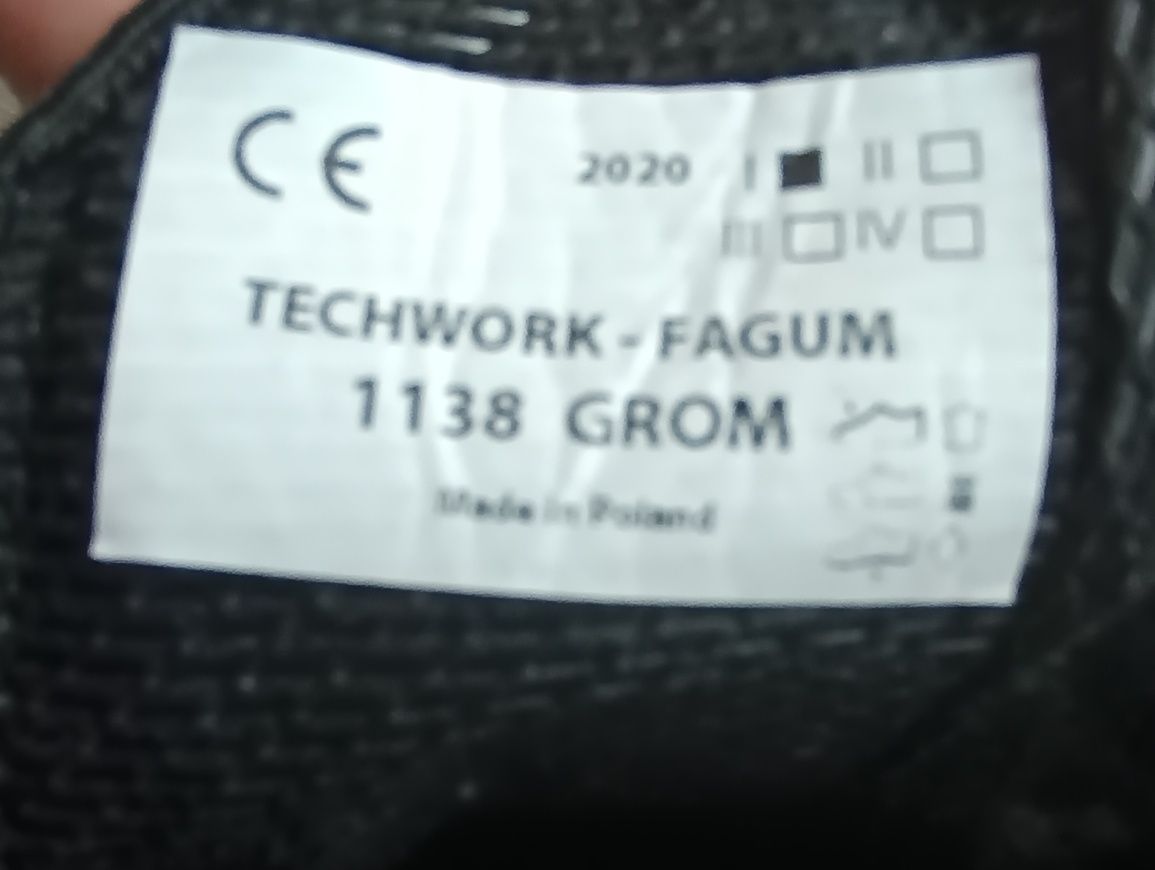 CE 2020 I ■ II □
III □ IV □
TECHWORK - FAGUM
1138 GROM
Made in Poland